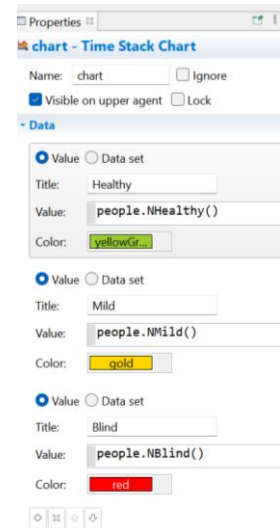 Properties
chart - Time Stack Chart
Name: chart Ignore
Visible on upper agent Lock
Data
Value Data set
Title: Healthy
Value: people.NHealthy()
Color: yellowGr...
Value Data set
Title: Mild
Value: people.NMild()
Color: gold
Value Data set
Title: Blind
Value: people.NBlind()
Color: red